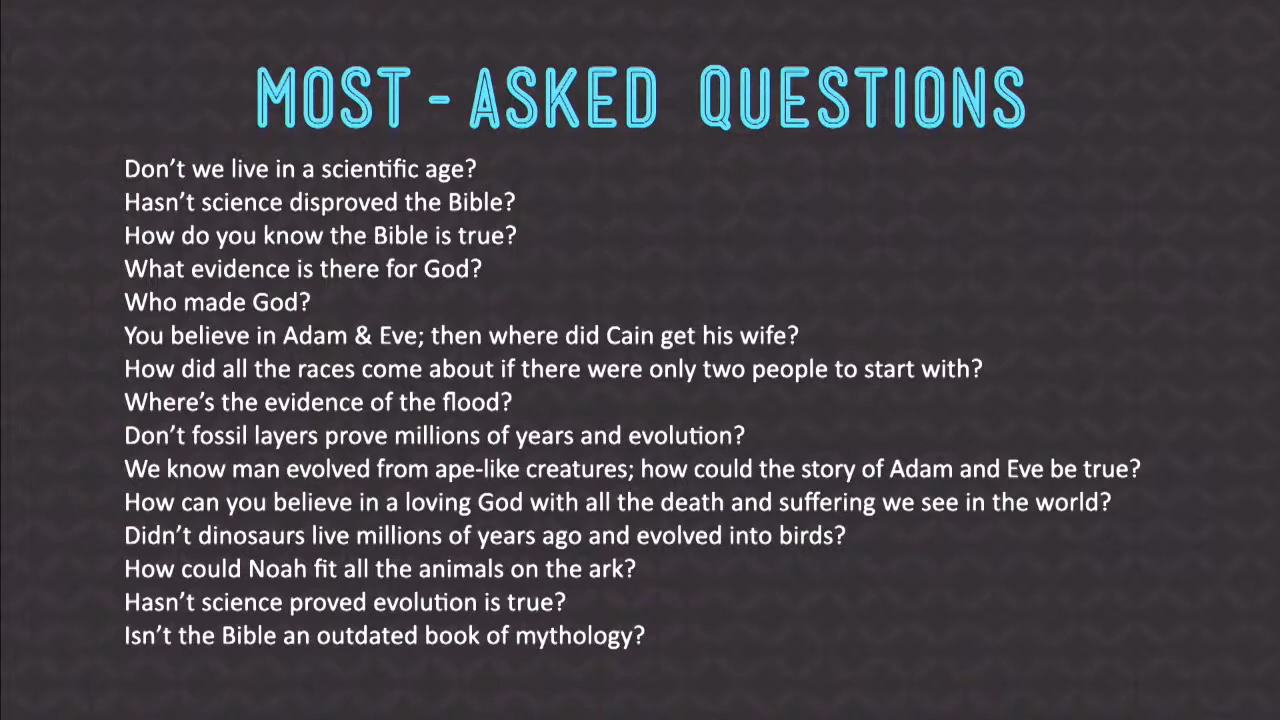 MOST - ASKED QUESTIONS
Don't we live in a scientific age?
Hasn't science disproved the Bible?
How do you know the Bible is true?
What evidence is there for God?
Who made God?
You believe in Adam & Eve; then where did Cain get his wife?
How did all the races come about if there were only two people to start with?
Where's the evidence of the flood?
Don't fossil layers prove millions of years and evolution?
We know man evolved from ape-like creatures; how could the story of Adam and Eve be true?
How can you believe in a loving God with all the death and suffering we see in the world?
Didn't dinosaurs live millions of years ago and evolved into birds?
How could Noah fit all the animals on the ark?
Hasn't science proved evolution is true?
Isn't the Bible an outdated book of mythology?